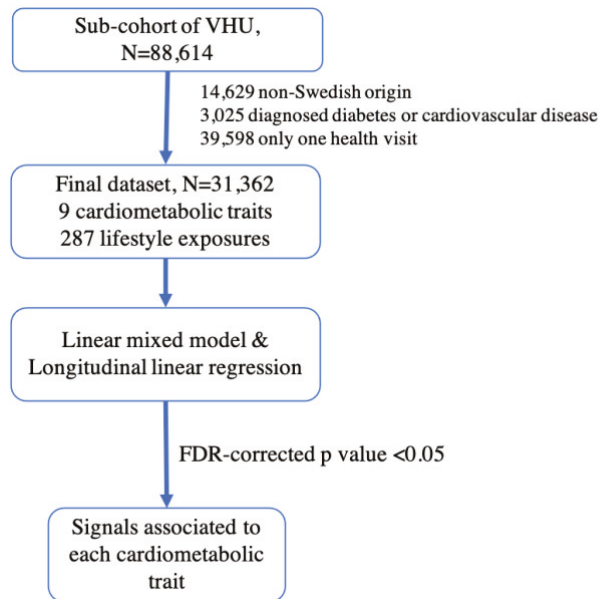 Sub-cohort of VHU,
N=88,614
14,629 non-Swedish origin
3,025 diagnosed diabetes or cardiovascular disease
39,598 only one health visit
Final dataset, N=31,362
9 cardiometabolic traits
287 lifestyle exposures
Linear mixed model &
Longitudinal linear regression
FDR-corrected p value <0.05
Signals associated to
each cardiometabolic
trait